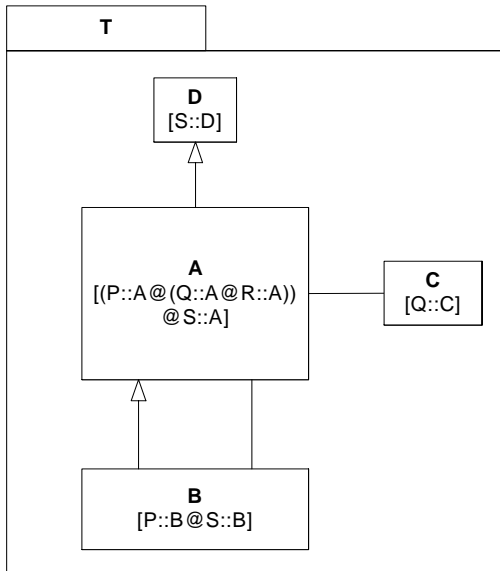 T
D
[S::D]
A
[(P::A@(Q::A@R::A))
@S::A]
C
[Q::C]
B
[P::B@S::B]